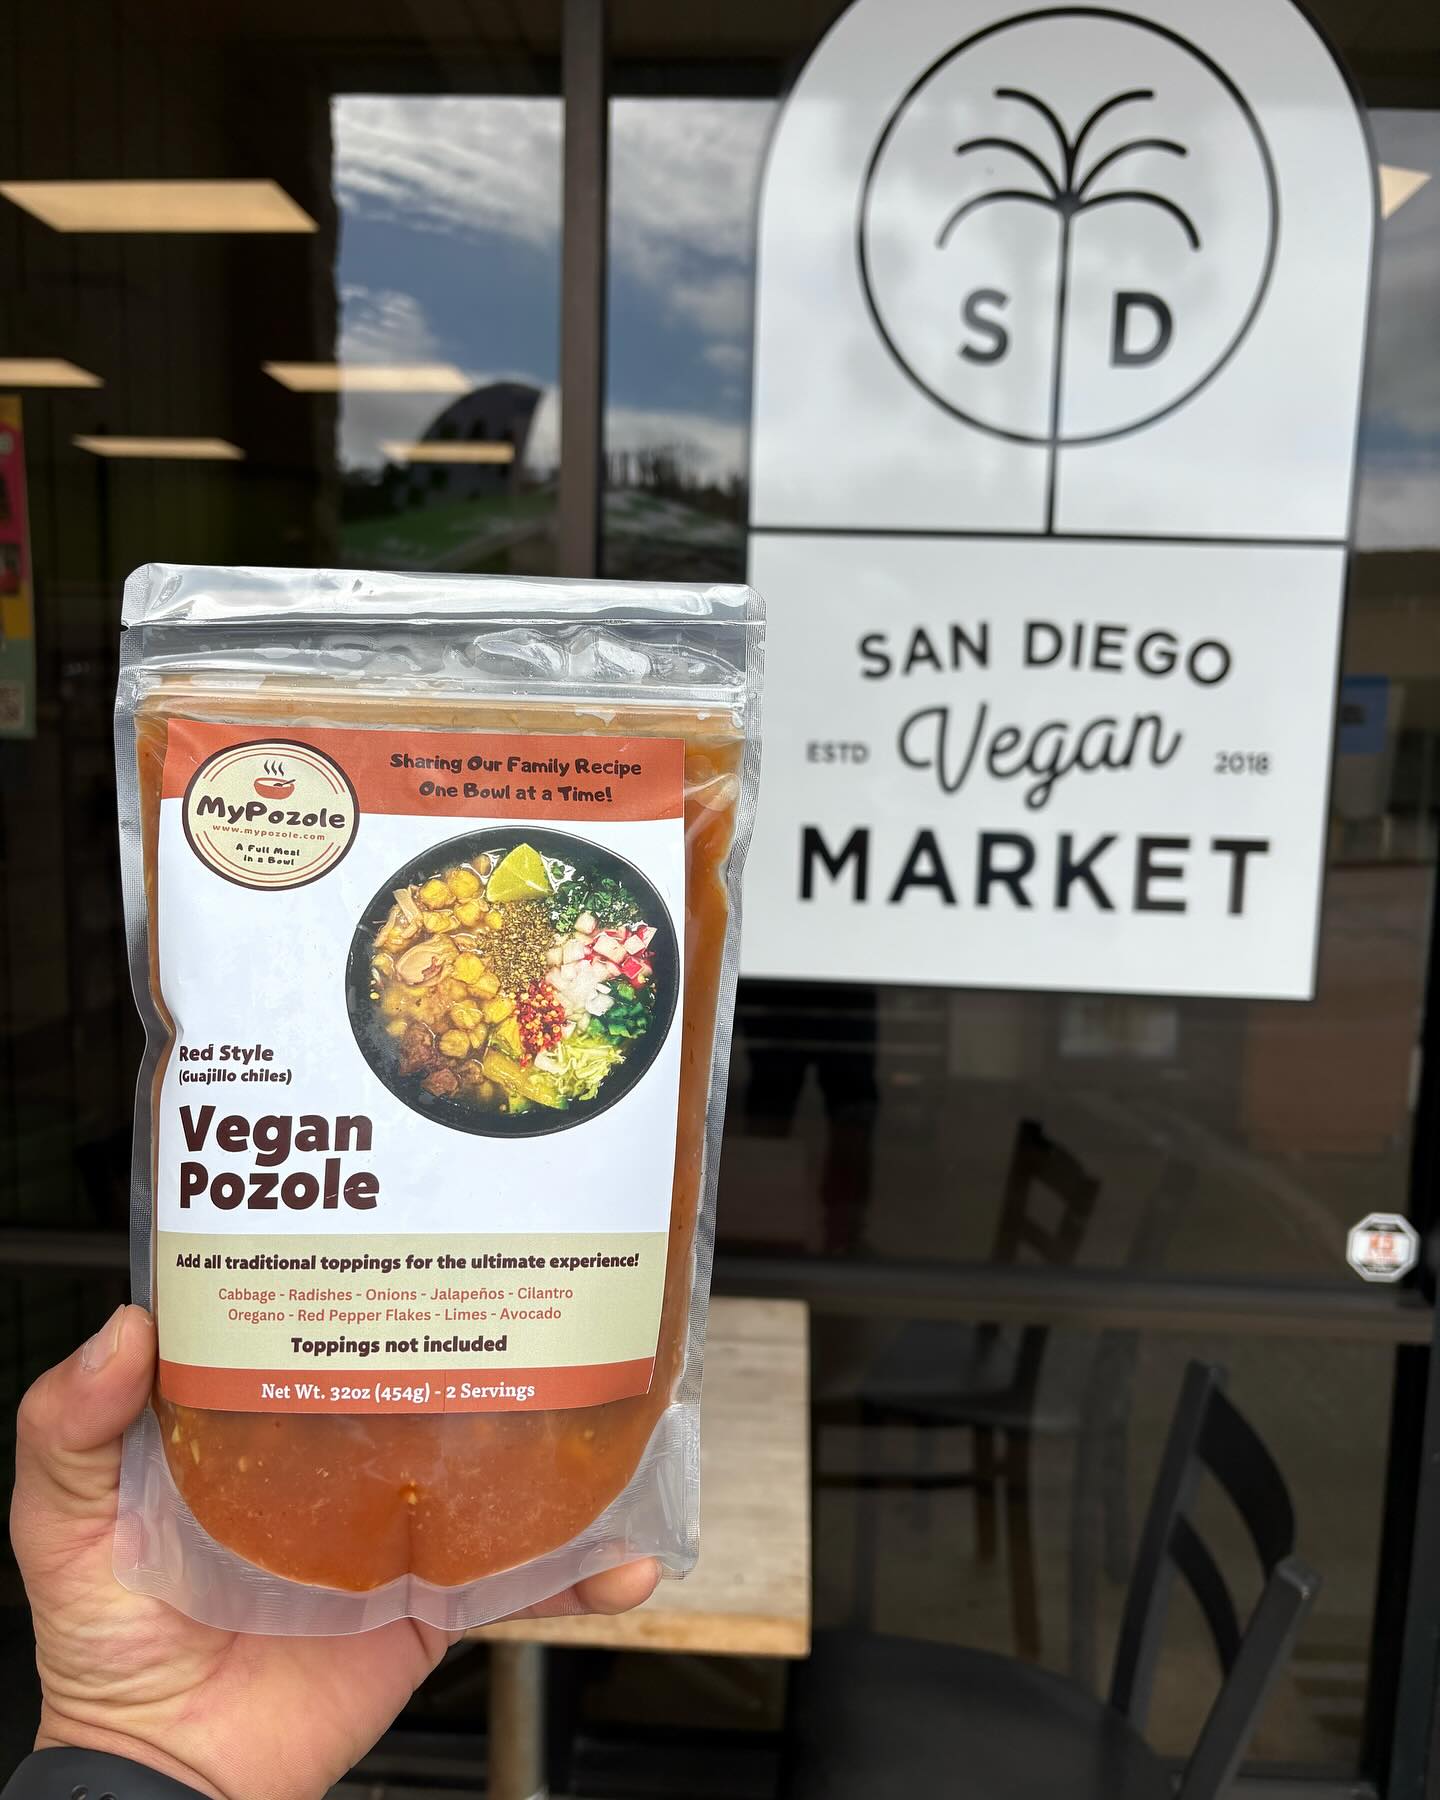 S D
SAN DIEGO
ESTD Vegan 2018
MARKET
MyPozole
www.mypozole.com
A Full Meal
in a Bowl
Sharing Our Family Recipe
One Bowl at a Time!
Red Style
(Guajillo chiles)
Vegan
Pozole
Add all traditional toppings for the ultimate experience!
Cabbage - Radishes - Onions - Jalapeños - Cilantro
Oregano - Red Pepper Flakes - Limes - Avocado
Toppings not included
Net Wt. 32oz (454g) - 2 Servings